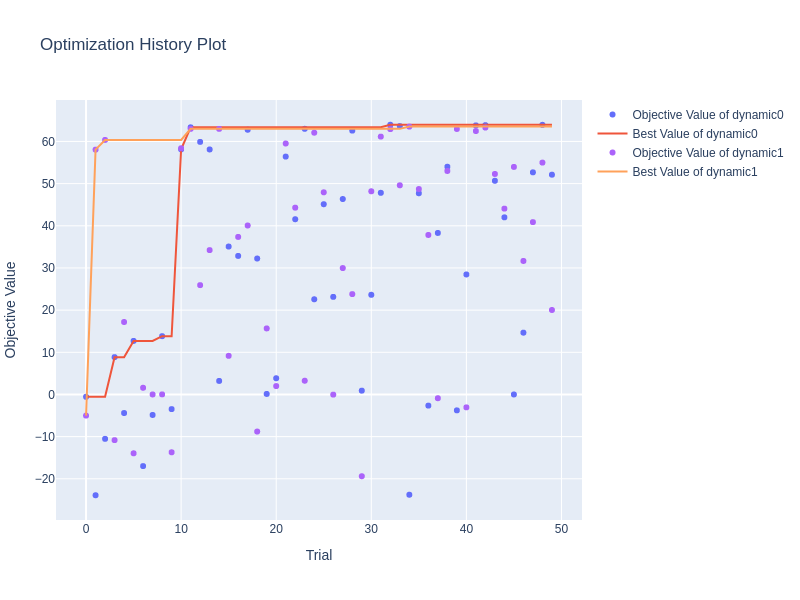 Optimization History Plot
Objective Value of dynamic0
Best Value of dynamic0
Objective Value of dynamic1
Best Value of dynamic1
60
50
40
30
20
10
0
−10
−20
Objective Value
0
10
20
30
40
50
Trial